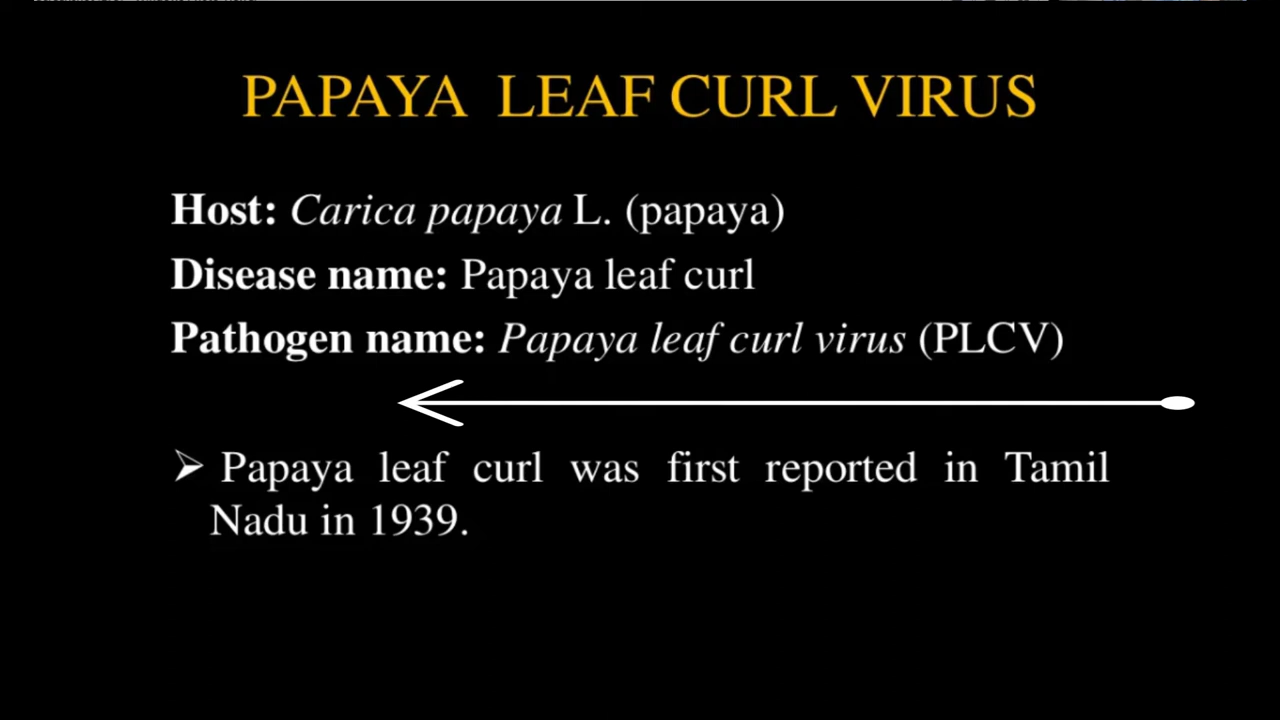 PAPAYA LEAF CURL VIRUS
Host: Carica papaya L. (papaya)
Disease name: Papaya leaf curl
Pathogen name: Papaya leaf curl virus (PLCV)
➢ Papaya leaf curl was first reported in Tamil
Nadu in 1939.